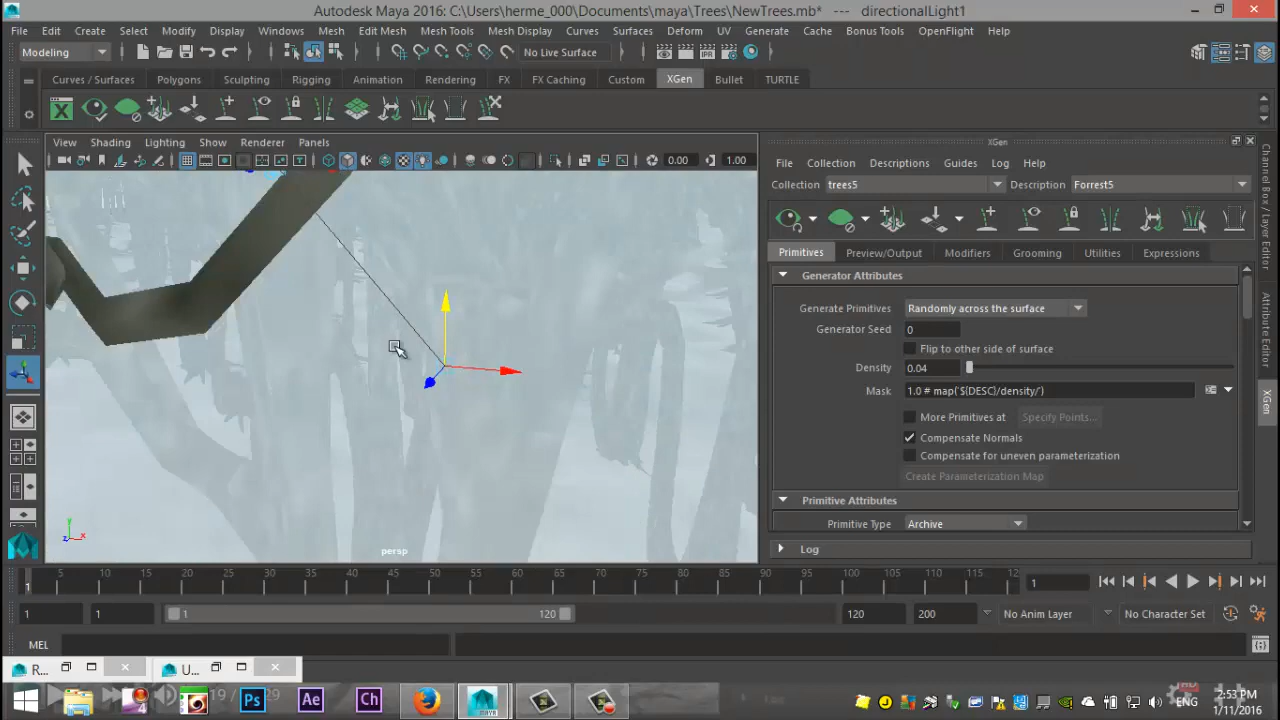 Autodesk Maya 2016: C:\Users\herme_000\Documents\maya\Trees\NewTrees.mb* --- directionalLight1
File Edit Create Select Modify Display Windows Mesh Edit Mesh Mesh Tools Mesh Display Curves Surfaces Deform UV Generate Cache Bonus Tools OpenFlight Help
Modeling No Live Surface
Curves / Surfaces Polygons Sculpting Rigging Animation Rendering FX FX Caching Custom XGen Bullet TURTLE
View Shading Lighting Show Renderer Panels
0.00 1.00
persp
XGen
File Collection Descriptions Guides Log Help
Collection trees5 Description Forrest5
Primitives Preview/Output Modifiers Grooming Utilities Expressions
Generator Attributes
Generate Primitives Randomly across the surface
Generator Seed 0
Flip to other side of surface
Density 0.04
Mask 1.0 # map('${DESC}/density/')
More Primitives at Specify Points...
Compensate Normals
Compensate for uneven parameterization
Create Parameterization Map
Primitive Attributes
Primitive Type Archive
Log
Channel Box / Layer Editor
Attribute Editor
XGen
1 5 10 15 20 25 30 35 40 45 50 55 60 65 70 75 80 85 90 95 100 105 110 115 12 1
1 1 1 120 120 200 No Anim Layer No Character Set
MEL
R... U...
19 / 29
Ps Ae Ch MAYA
2:53 PM
1/11/2016